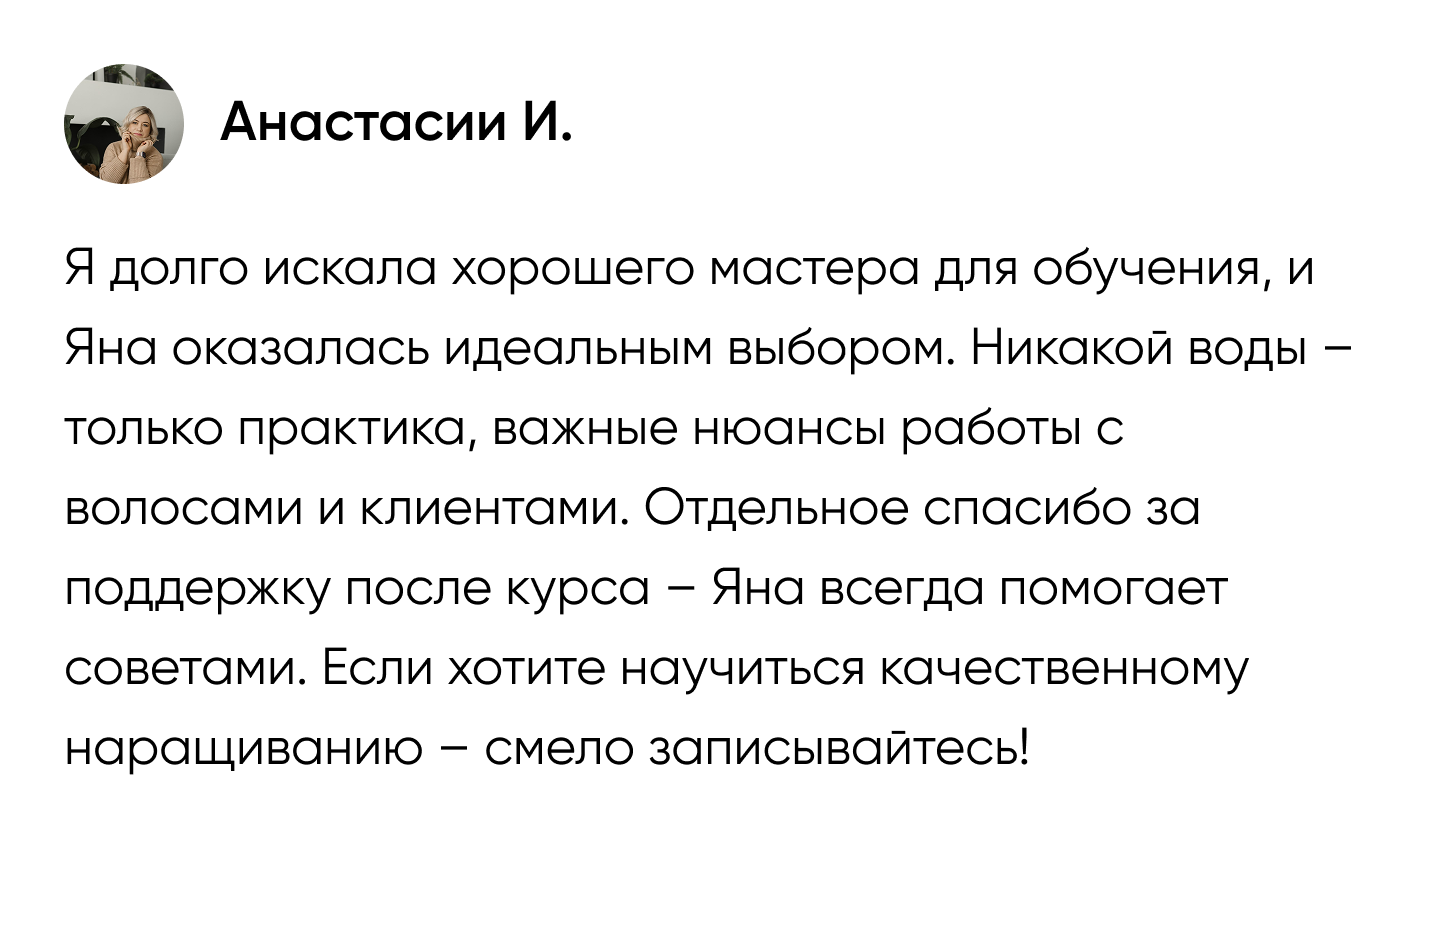 Анастасии И.
Я долго искала хорошего мастера для обучения, и
Яна оказалась идеальным выбором. Никакой воды –
только практика, важные нюансы работы с
волосами и клиентами. Отдельное спасибо за
поддержку после курса – Яна всегда помогает
советами. Если хотите научиться качественному
наращиванию – смело записывайтесь!